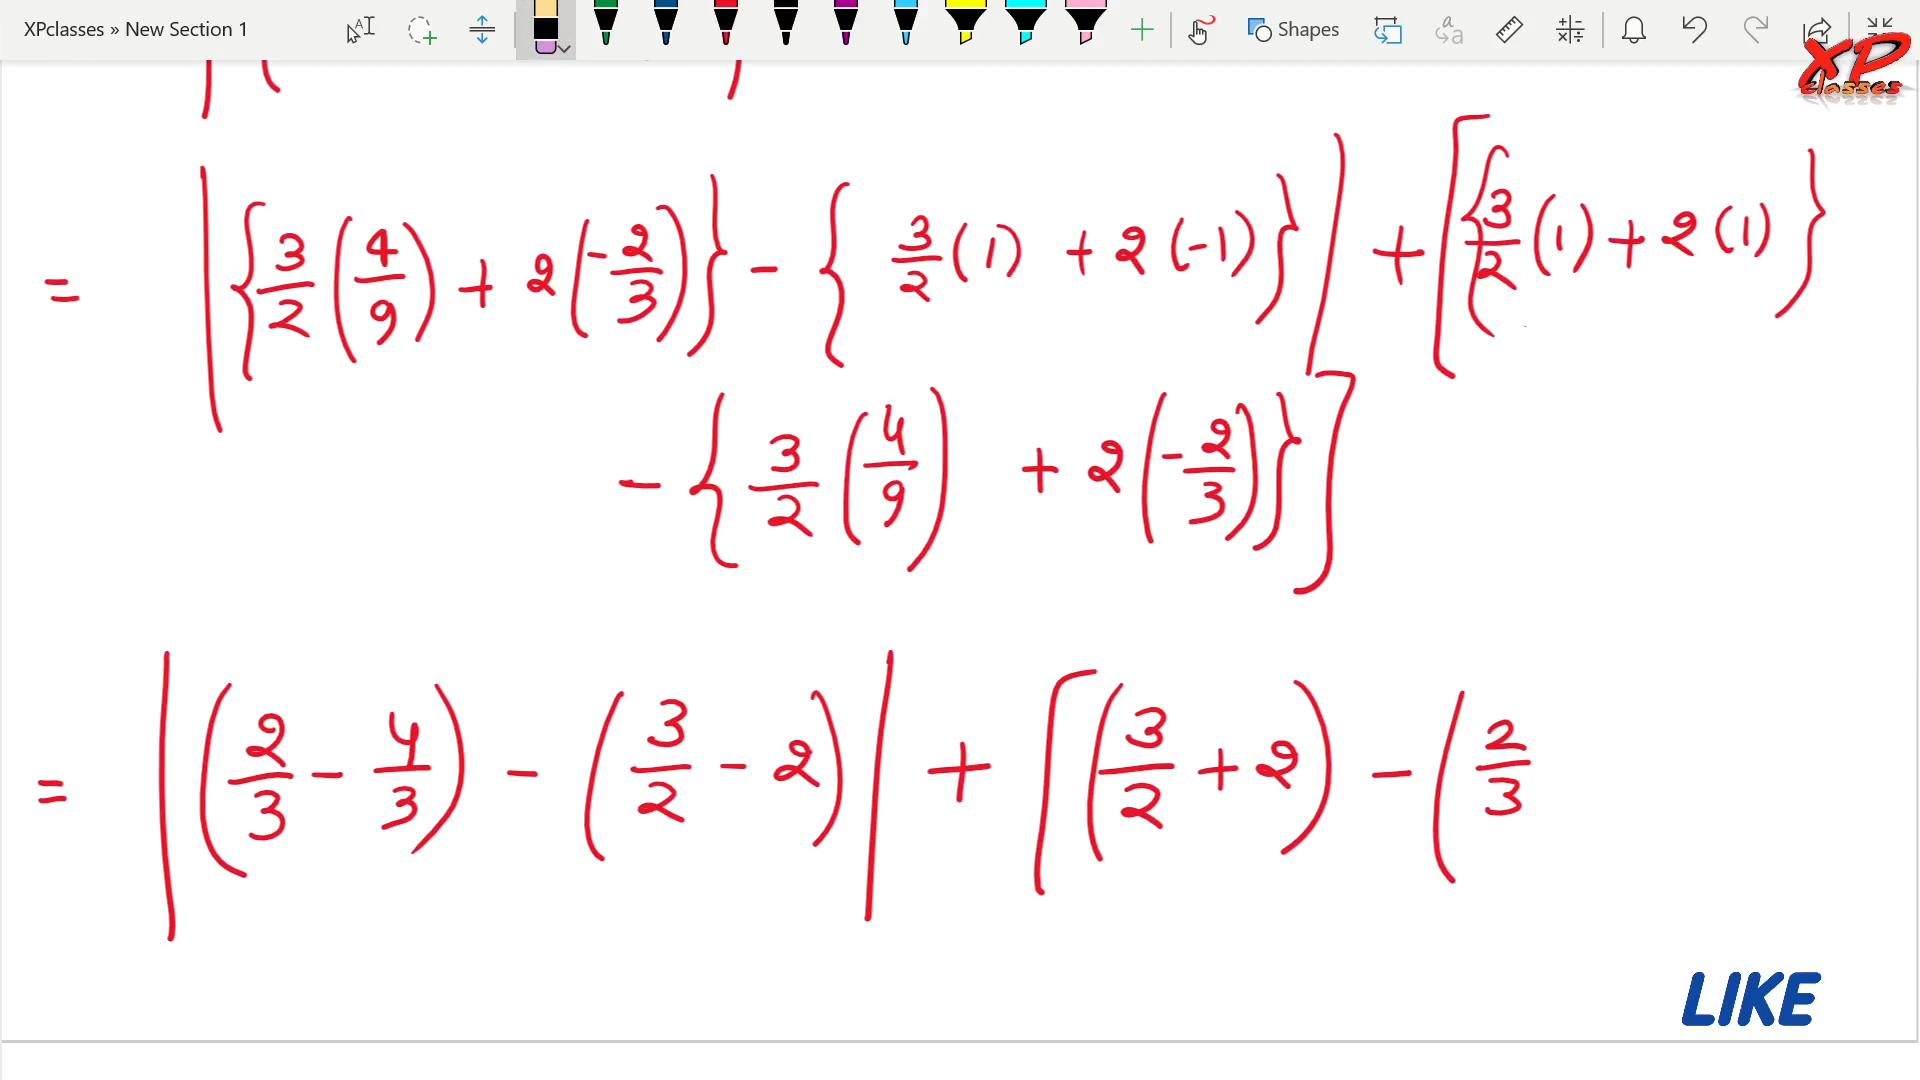 XPclasses » New Section 1
Shapes
XP
classes
= | { 3/2 (4/9) + 2 (-2/3) } - { 3/2 (1) + 2 (-1) } | + [ { 3/2 (1) + 2 (1) }
- { 3/2 (4/9) + 2 (-2/3) } ]
= | (2/3 - 4/3) - (3/2 - 2) | + [ (3/2 + 2) - ( 2/3
LIKE